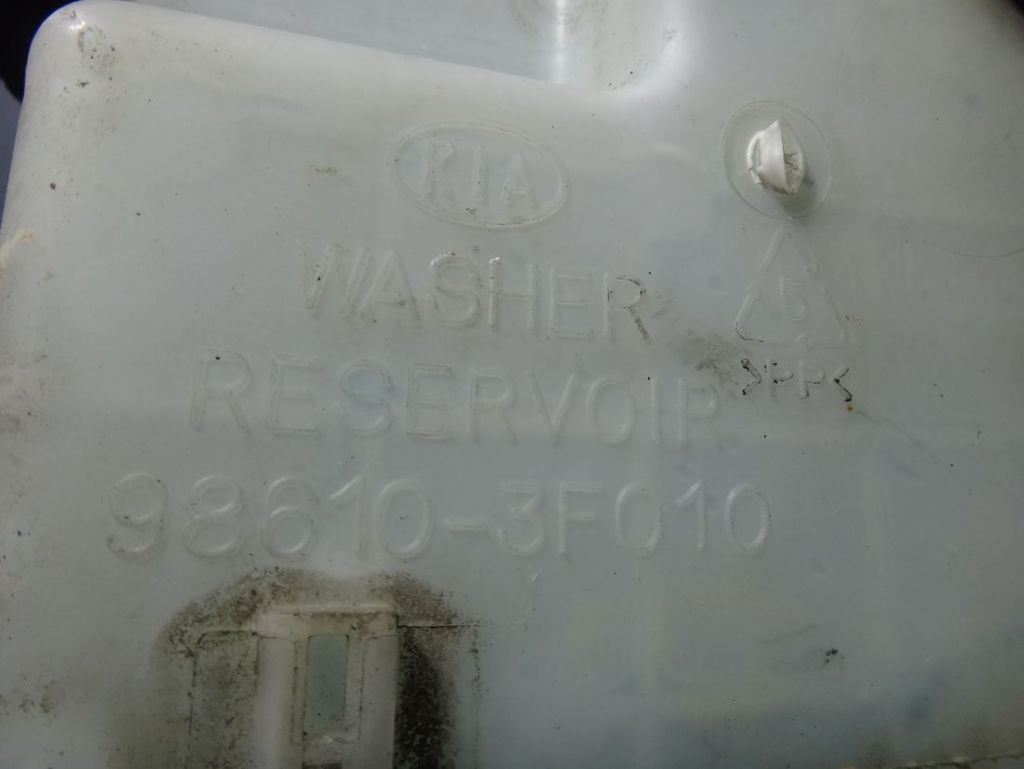 KIA
WASHER
RESERVOIR
98610-3F010
5
>PP<